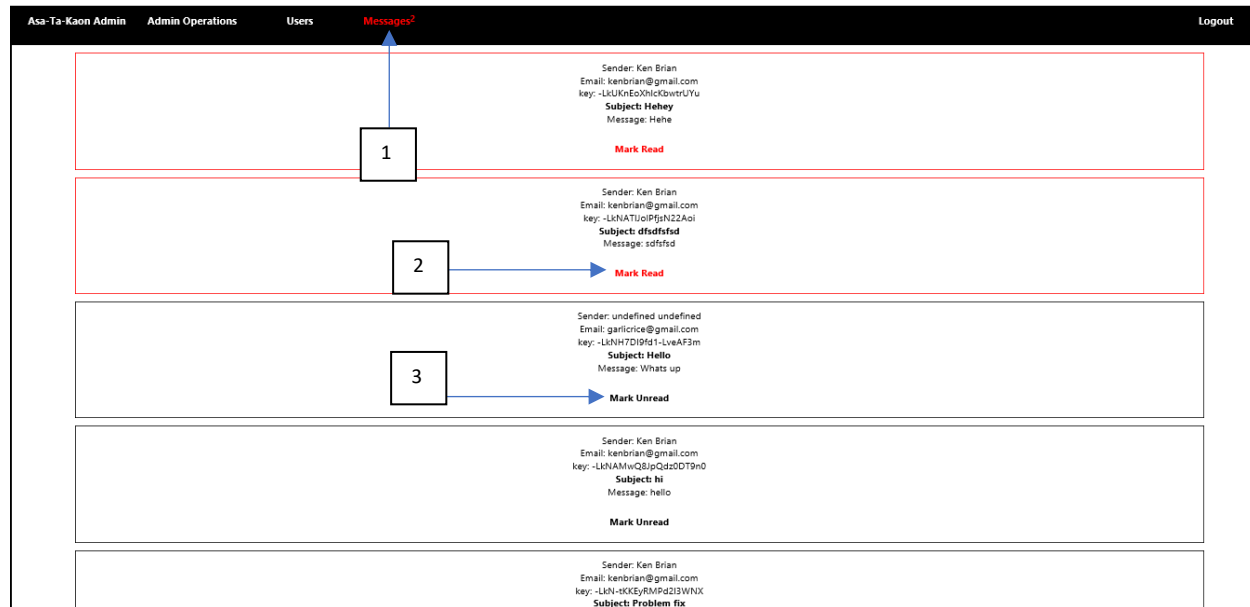 Asa-Ta-Kaon Admin Admin Operations Users Messages2 Logout
Sender: Ken Brian
Email: kenbrian@gmail.com
key: -LkUKnEoXhIcKbwtrUYu
Subject: Hehey
Message: Hehe
Mark Read
1
Sender: Ken Brian
Email: kenbrian@gmail.com
key: -LkNATlJolPfjsN22Aoi
Subject: dfsdfsfsd
Message: sdfsfsd
Mark Read
2
Sender: undefined undefined
Email: garlicrice@gmail.com
key: -LkNH7DI9fd1-LveAF3m
Subject: Hello
Message: Whats up
Mark Unread
3
Sender: Ken Brian
Email: kenbrian@gmail.com
key: -LkNAMwQ8JpQdz0DT9n0
Subject: hi
Message: hello
Mark Unread
Sender: Ken Brian
Email: kenbrian@gmail.com
key: -LkN-tKKEyRMPd2I3WNX
Subject: Problem fix